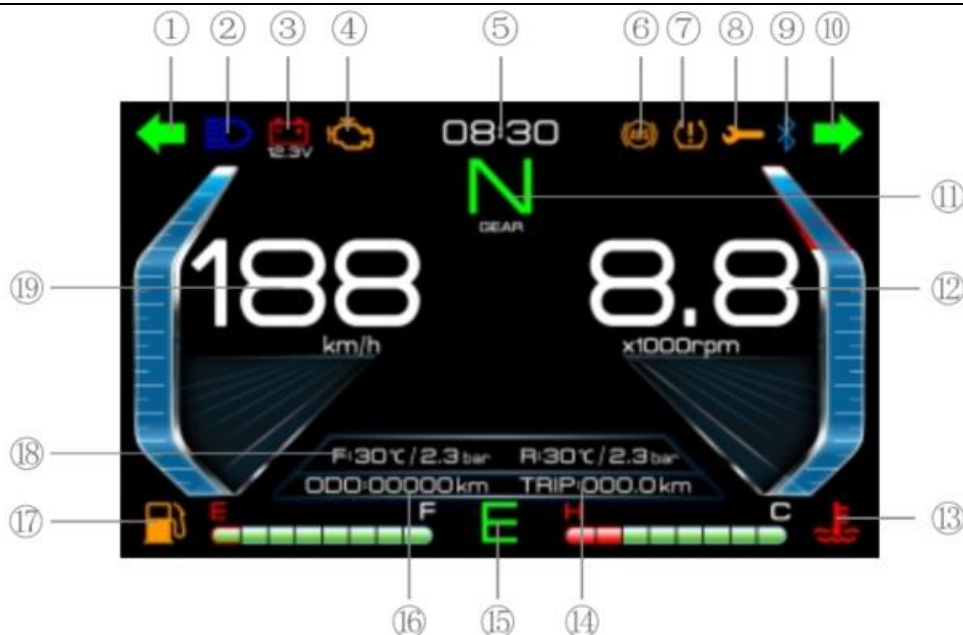 ① ② ③ ④ ⑤ ⑥ ⑦ ⑧ ⑨ ⑩
12.3V
08:30
ABS
N
GEAR
⑪
188
km/h
8.8
x1000rpm
⑲
⑫
⑱
F:30℃/2.3bar R:30℃/2.3bar
ODO:00000km TRIP:000.0km
⑰
E F
E
H C
⑬
⑯ ⑮ ⑭